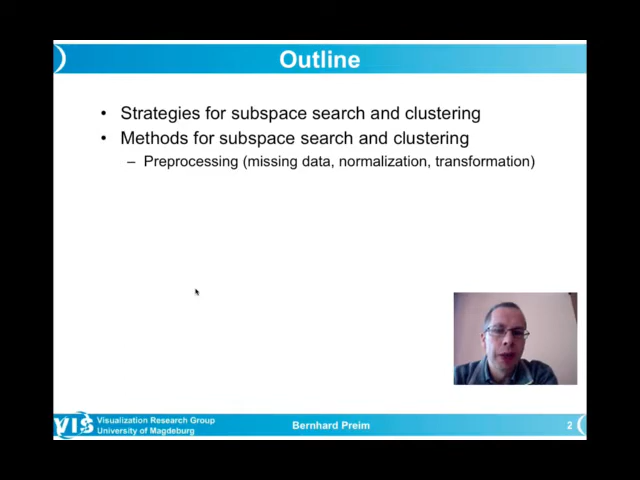 Outline
• Strategies for subspace search and clustering
• Methods for subspace search and clustering
– Preprocessing (missing data, normalization, transformation)
VIS
Visualization Research Group
University of Magdeburg
Bernhard Preim
2